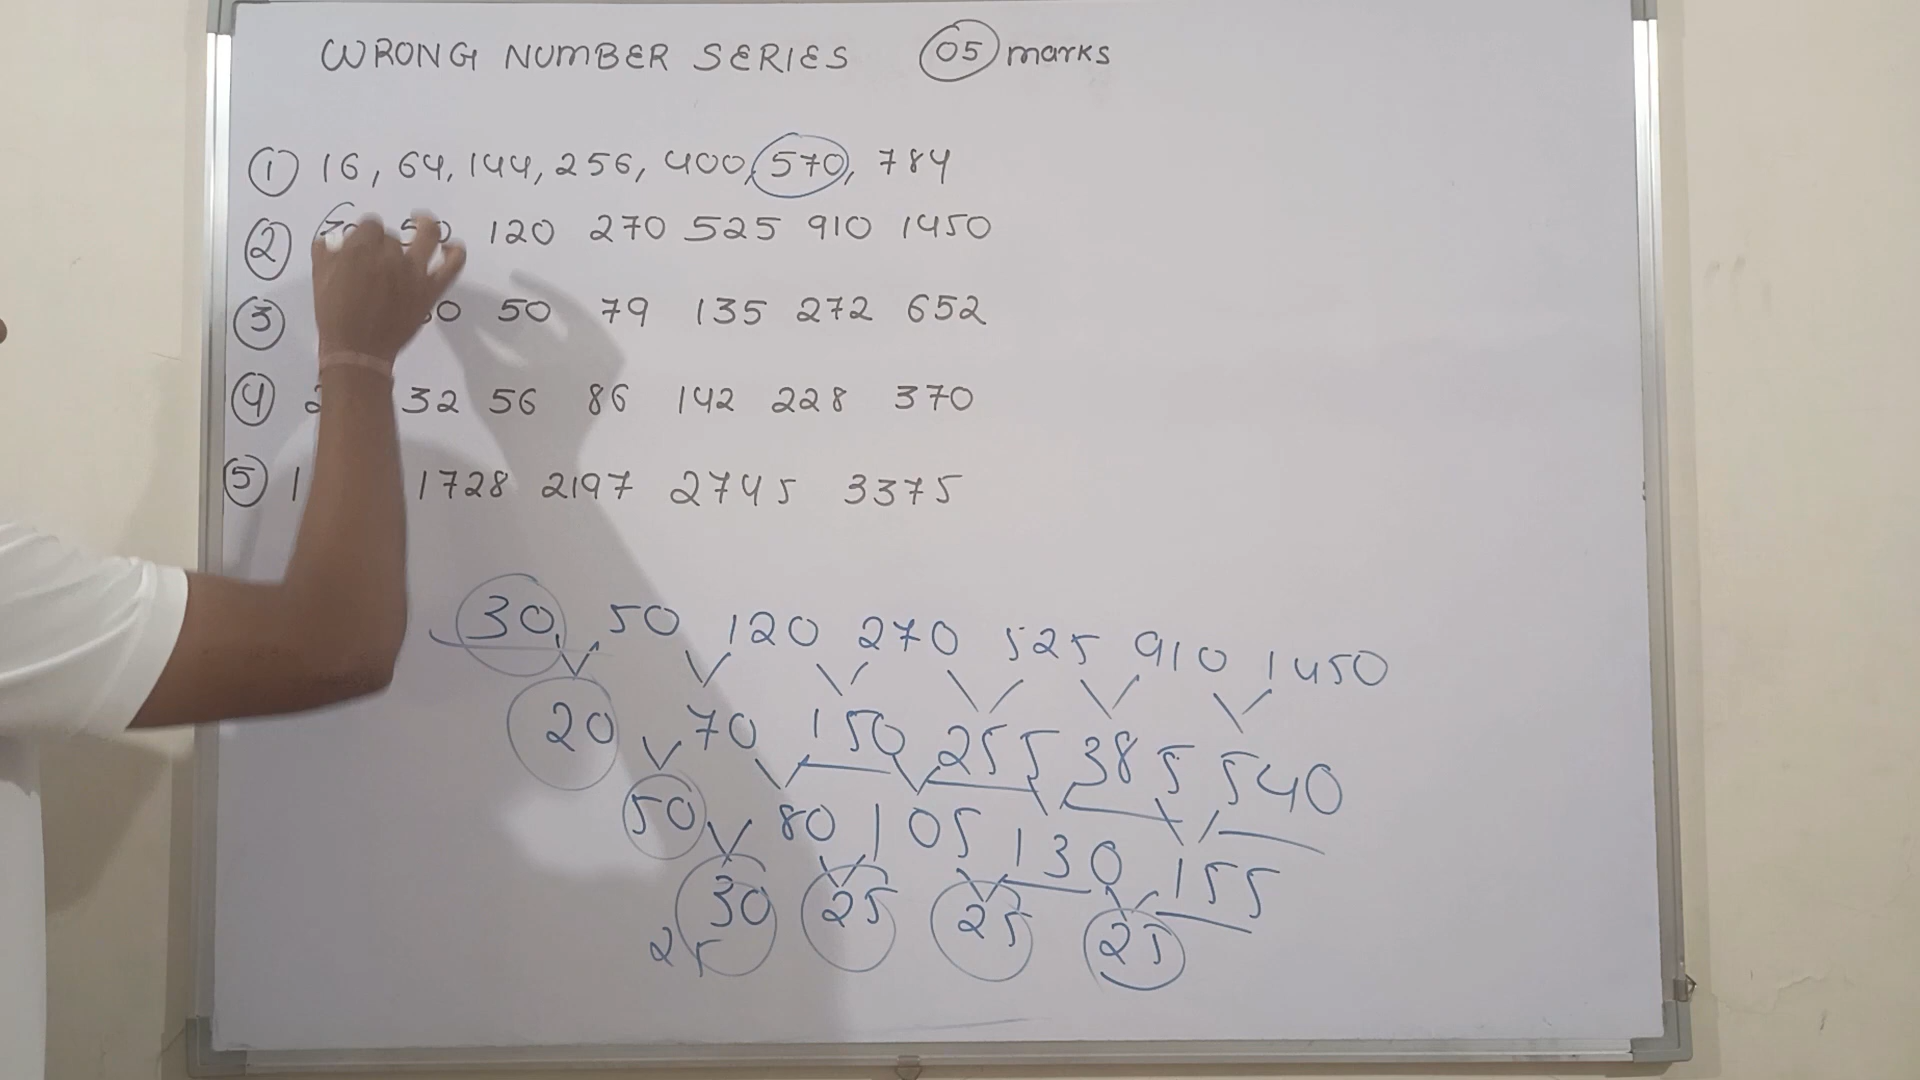 WRONG NUMBER SERIES 05 marks
① 16, 64, 144, 256, 400, 570, 784
② 50 120 270 525 910 1450
③ 50 79 135 272 652
④ 2 32 56 86 142 228 370
⑤ 1 1728 2197 2745 3375
30, 50 120 270 525 910 1450
20 70 150 255 385 540
50 80 105 130 155
30 25 25 25
25